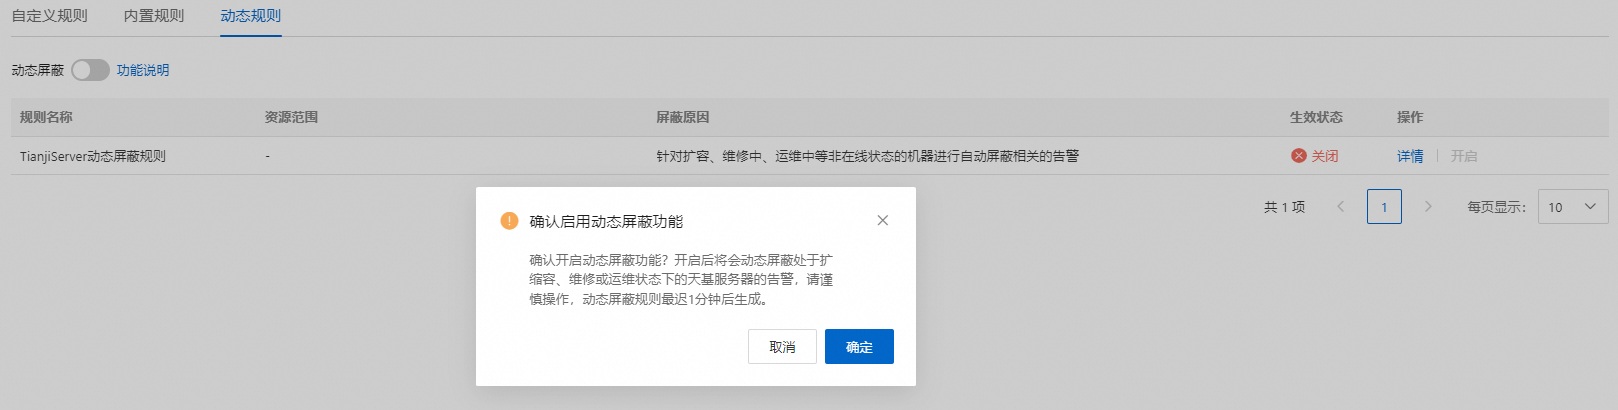 自定义规则 内置规则 动态规则
动态屏蔽 功能说明
规则名称 资源范围 屏蔽原因 生效状态 操作
TianjiServer动态屏蔽规则 - 针对扩容、维修中、运维中等非在线状态的机器进行自动屏蔽相关的告警 关闭 详情 开启
共 1 项 1 每页显示: 10
确认启用动态屏蔽功能
确认开启动态屏蔽功能？开启后将会动态屏蔽处于扩
缩容、维修或运维状态下的天基服务器的告警，请谨
慎操作，动态屏蔽规则最迟1分钟后生成。
取消 确定